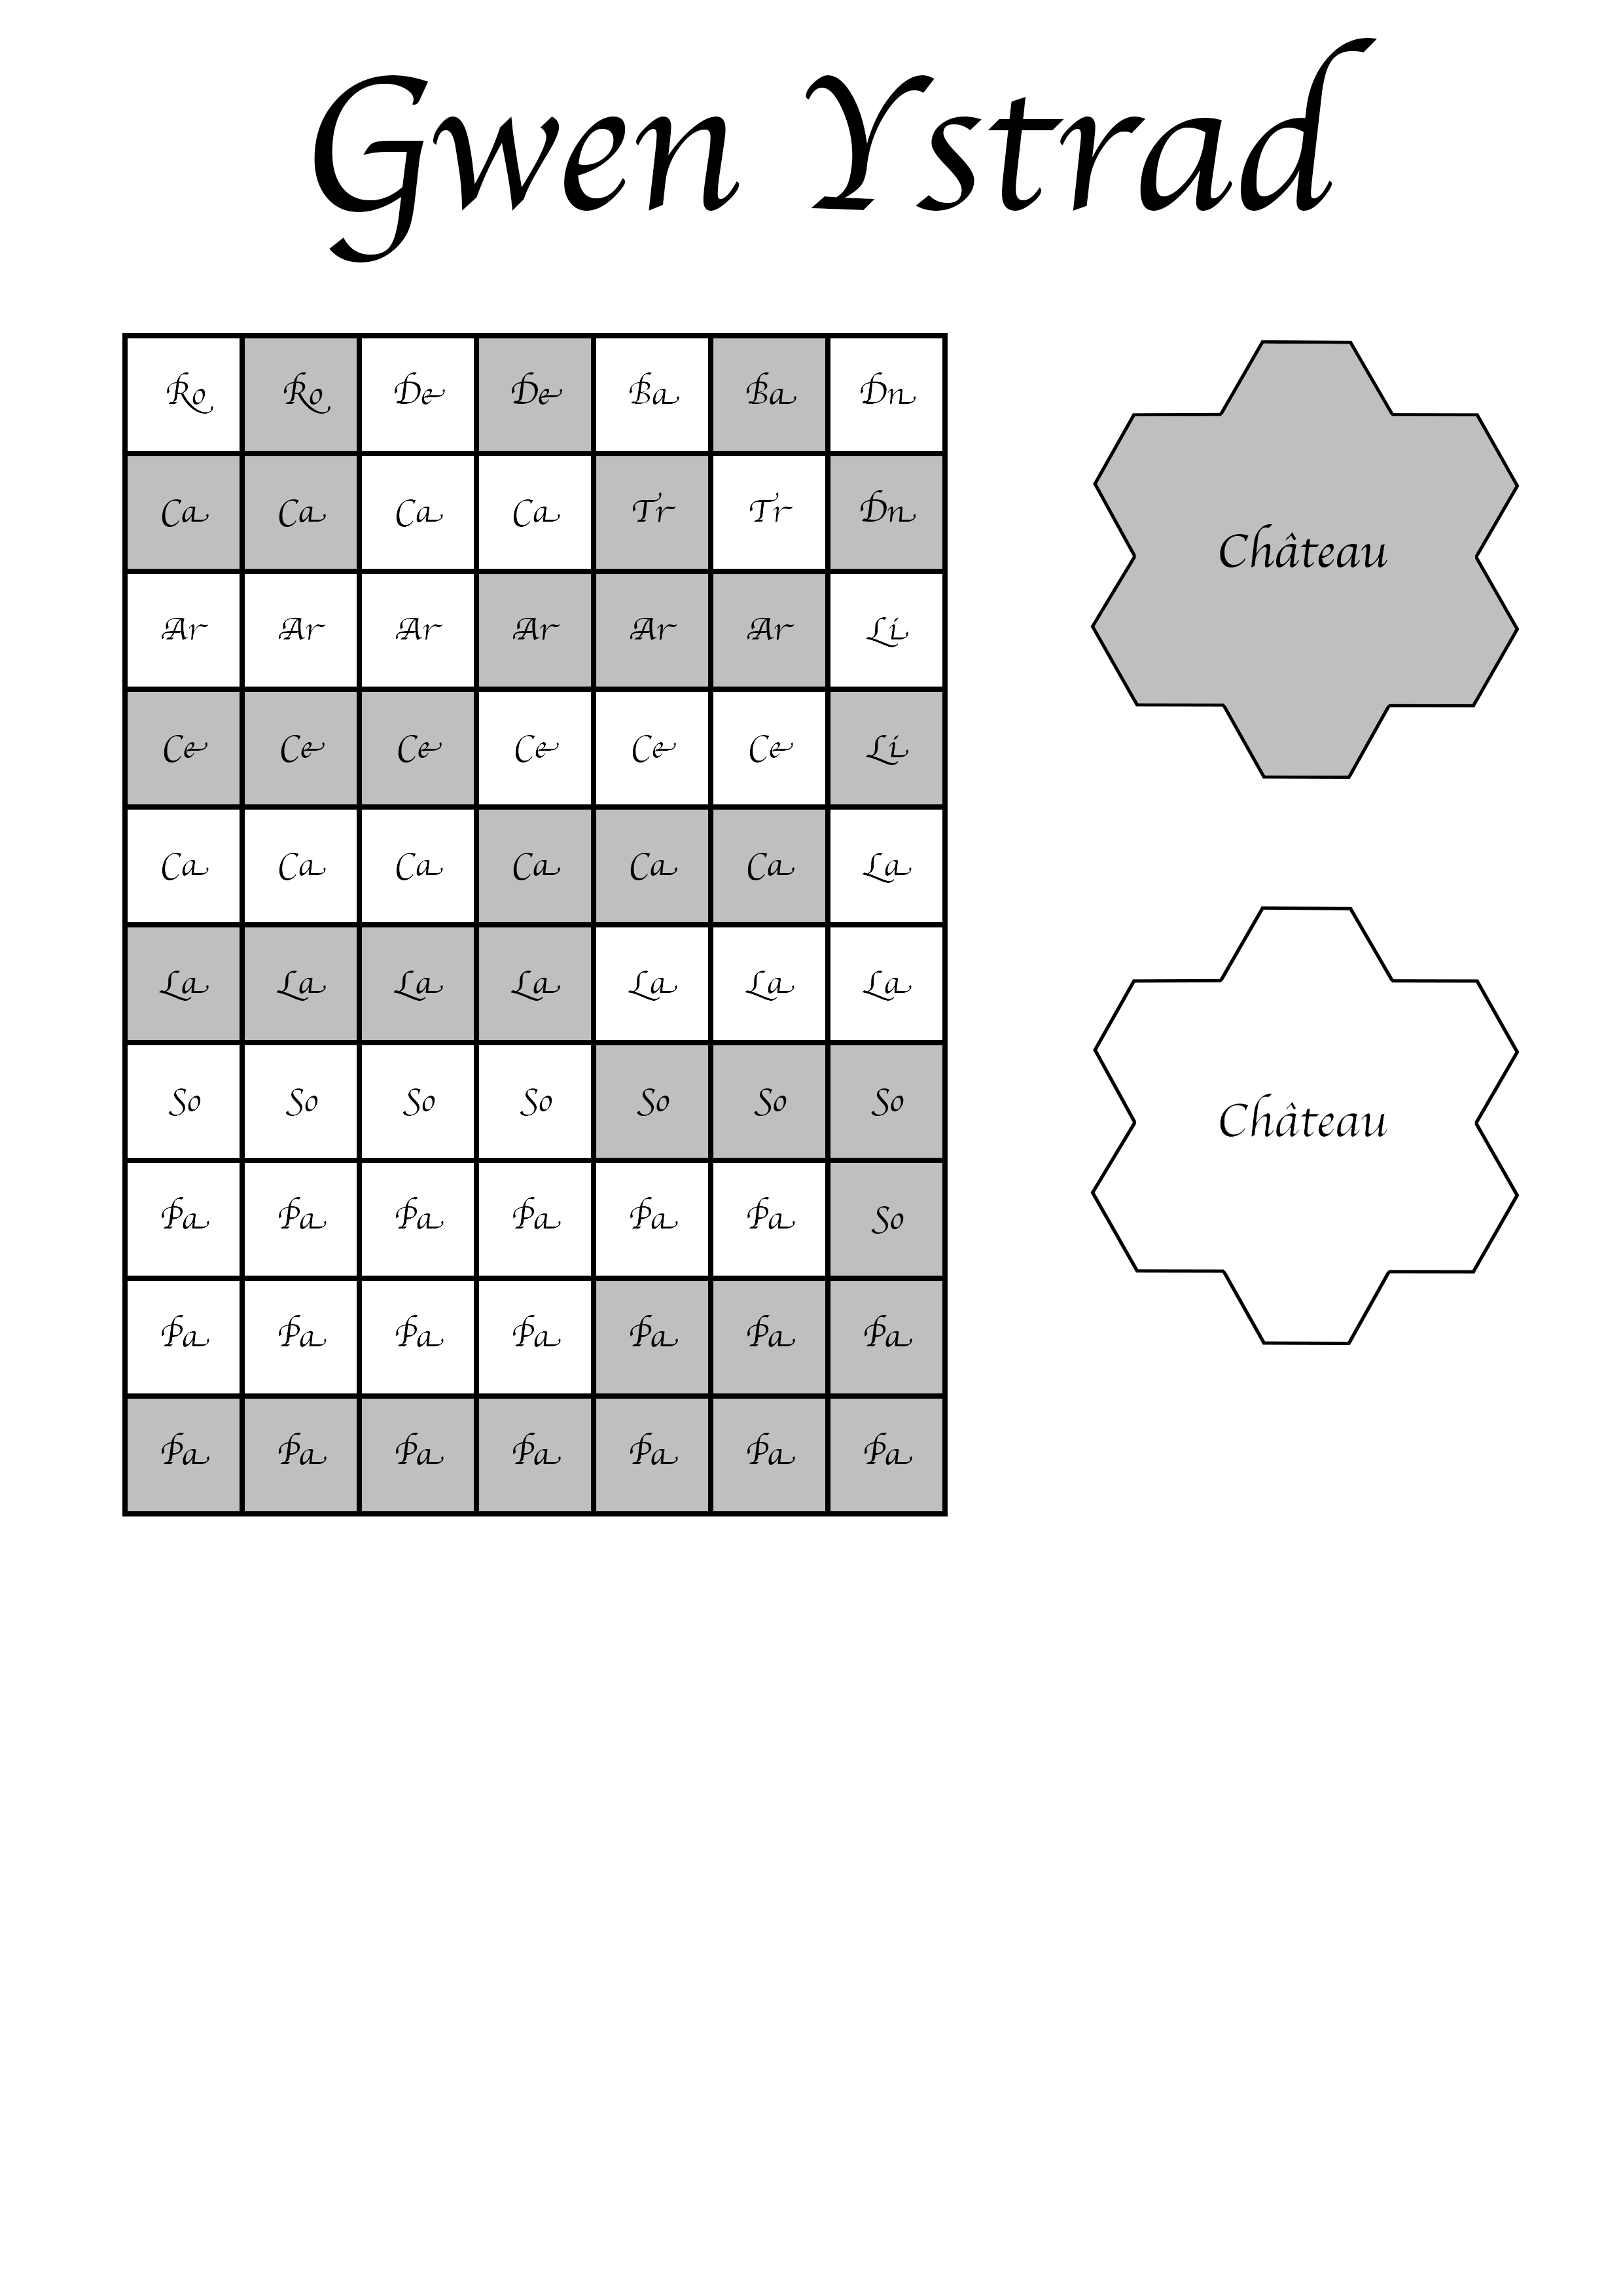 Gwen Ystrad
Ro Ro De De Ba Ba Dn
Ca Ca Ca Ca Tr Tr Dn
Ar Ar Ar Ar Ar Ar Li
Château
Ce Ce Ce Ce Ce Ce Li
Ca Ca Ca Ca Ca Ca La
La La La La La La La
So So So So So So So
Château
Pa Pa Pa Pa Pa Pa So
Pa Pa Pa Pa Pa Pa Pa
Pa Pa Pa Pa Pa Pa Pa